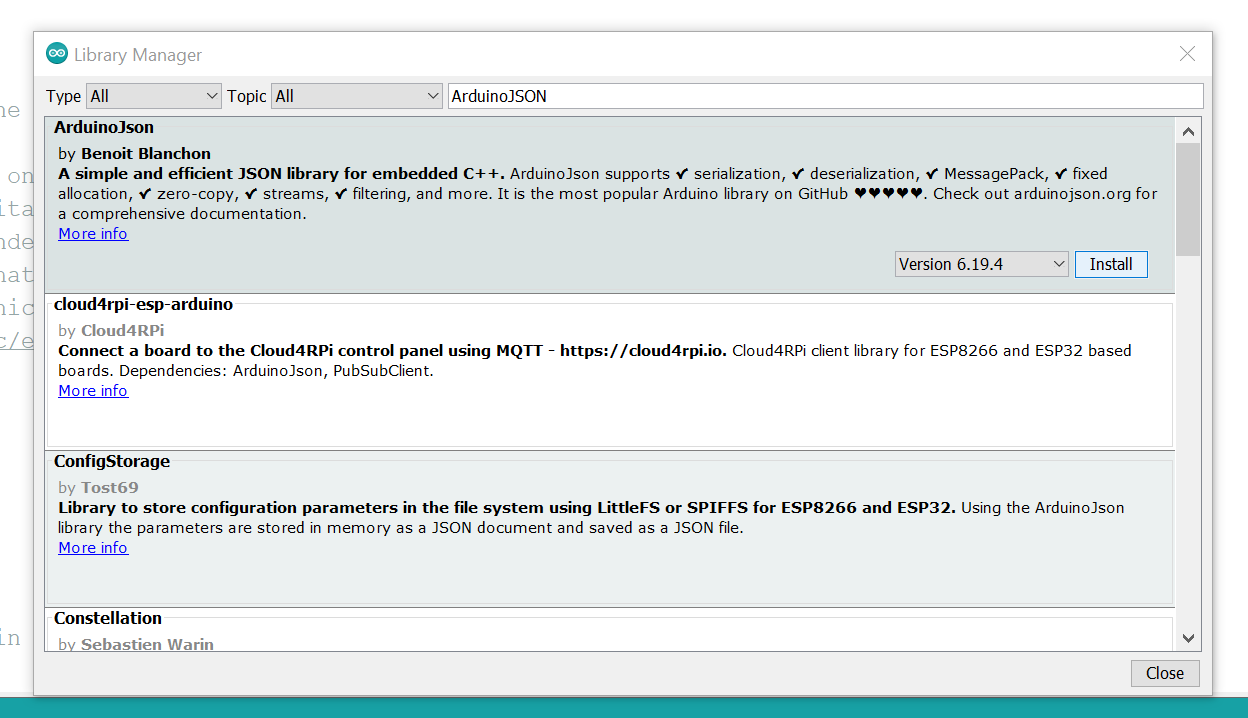 Library Manager
Type All Topic All ArduinoJSON
ArduinoJson
by Benoit Blanchon
A simple and efficient JSON library for embedded C++. ArduinoJson supports ✔ serialization, ✔ deserialization, ✔ MessagePack, ✔ fixed
allocation, ✔ zero-copy, ✔ streams, ✔ filtering, and more. It is the most popular Arduino library on GitHub ❤❤❤❤❤. Check out arduinojson.org for
a comprehensive documentation.
More info
Version 6.19.4 Install
cloud4rpi-esp-arduino
by Cloud4RPi
Connect a board to the Cloud4RPi control panel using MQTT - https://cloud4rpi.io. Cloud4RPi client library for ESP8266 and ESP32 based
boards. Dependencies: ArduinoJson, PubSubClient.
More info
ConfigStorage
by Tost69
Library to store configuration parameters in the file system using LittleFS or SPIFFS for ESP8266 and ESP32. Using the ArduinoJson
library the parameters are stored in memory as a JSON document and saved as a JSON file.
More info
Constellation
by Sebastien Warin
Close
on